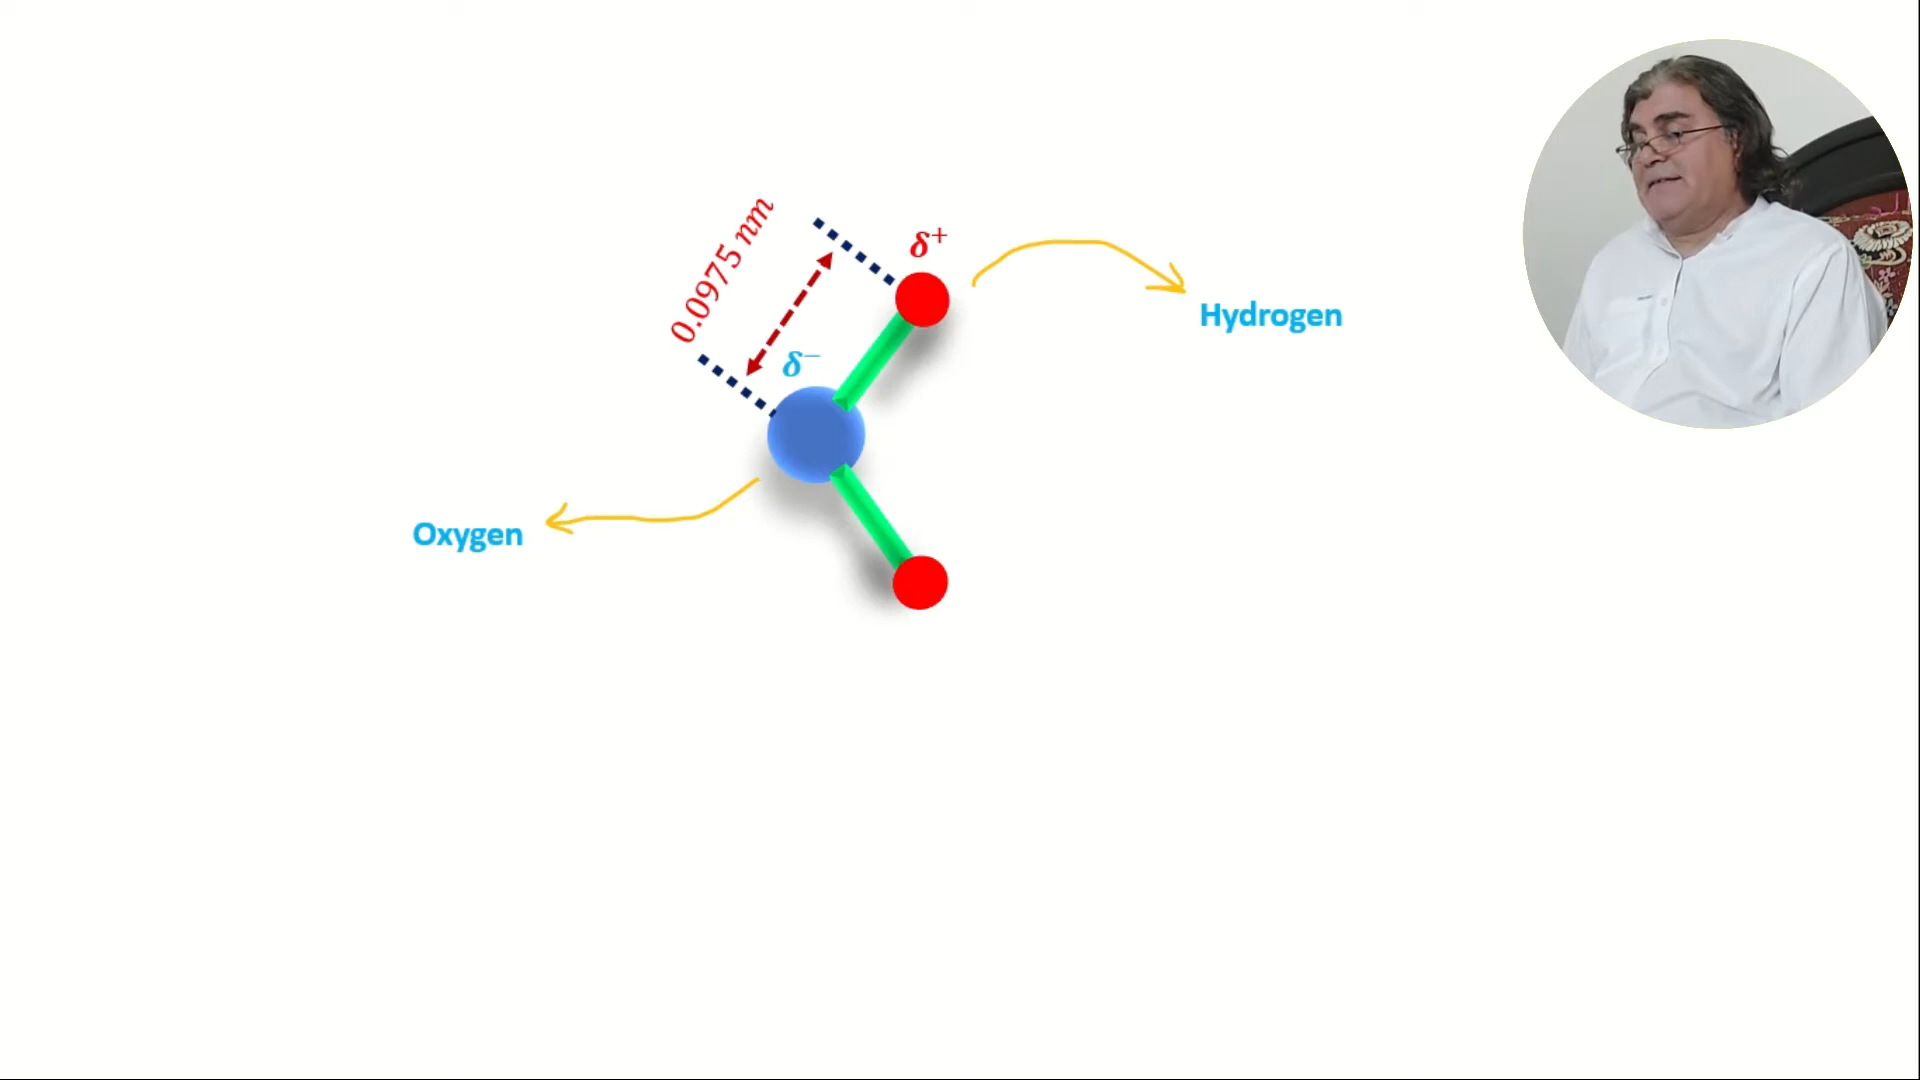 0.0975 nm
δ⁺
δ⁻
Hydrogen
Oxygen